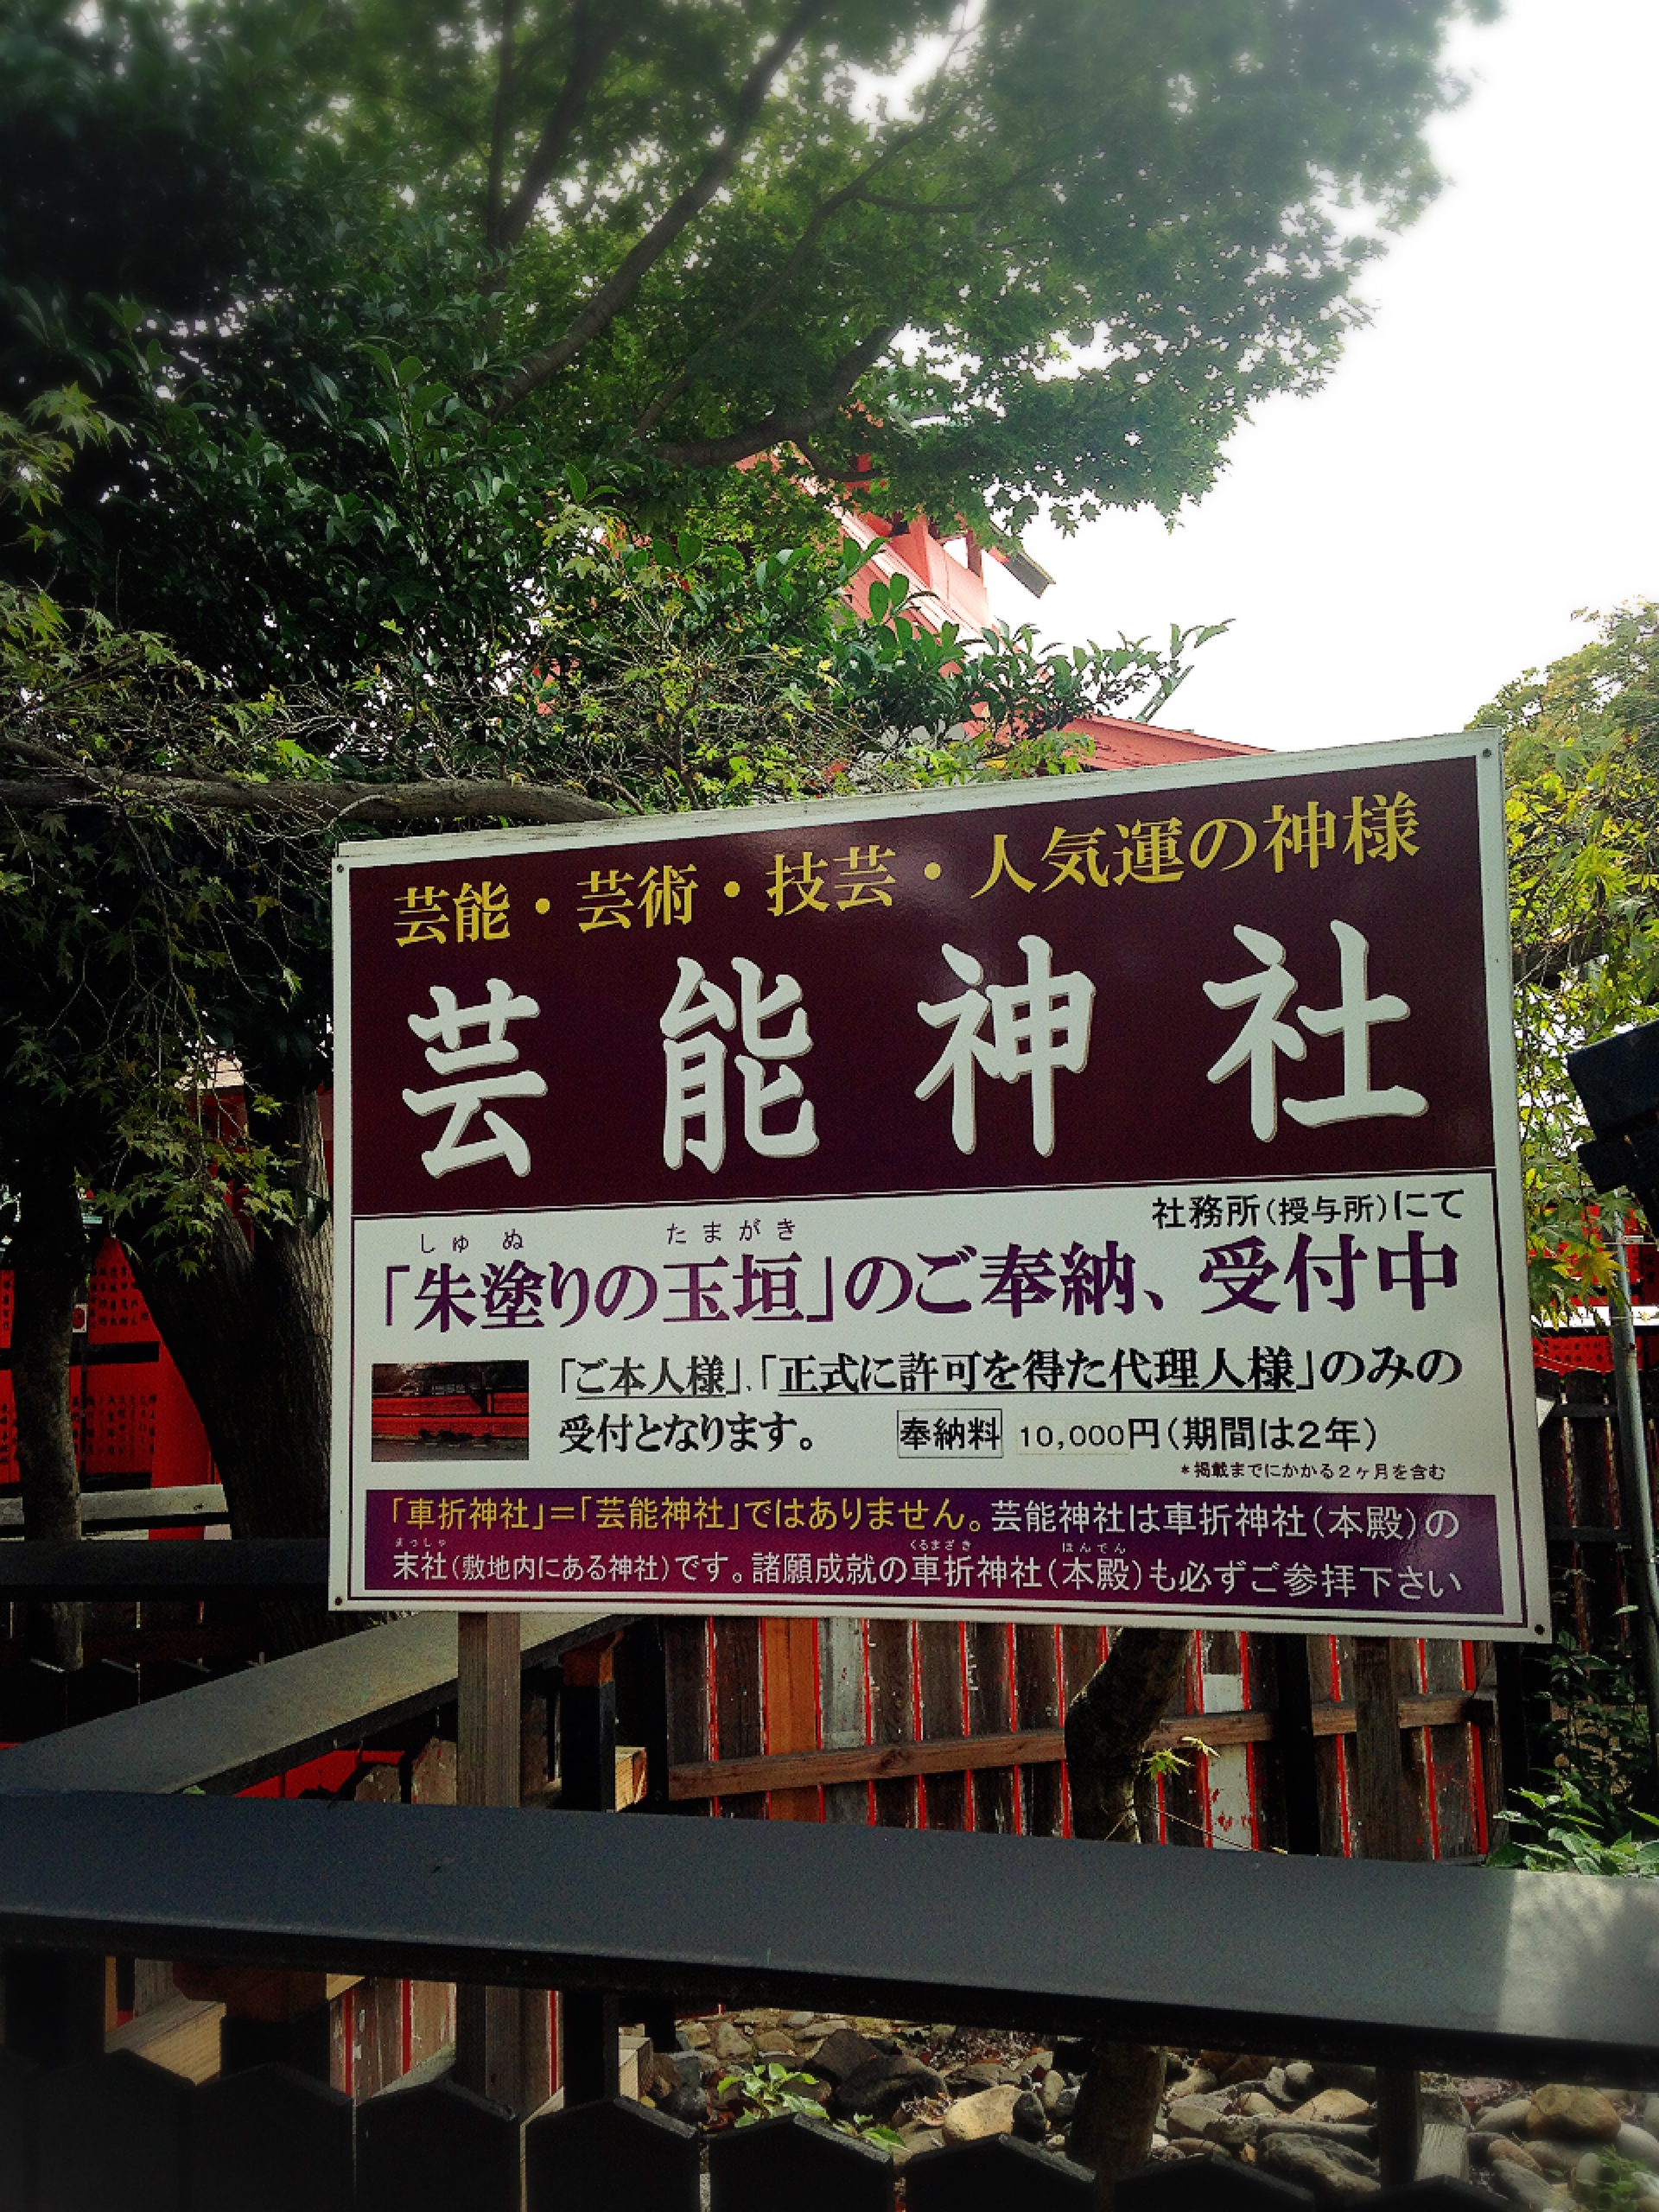 芸能・芸術・技芸・人気運の神様
芸能神社
社務所(授与所)にて
しゅぬ たまがき
「朱塗りの玉垣」のご奉納、受付中
「ご本人様」、「正式に許可を得た代理人様」のみの
受付となります。 奉納料 10,000円(期間は2年)
*掲載までにかかる2ヶ月を含む
「車折神社」=「芸能神社」ではありません。芸能神社は車折神社(本殿)の
まっしゃ くるまざき ほんでん
末社(敷地内にある神社)です。諸願成就の車折神社(本殿)も必ずご参拝下さい